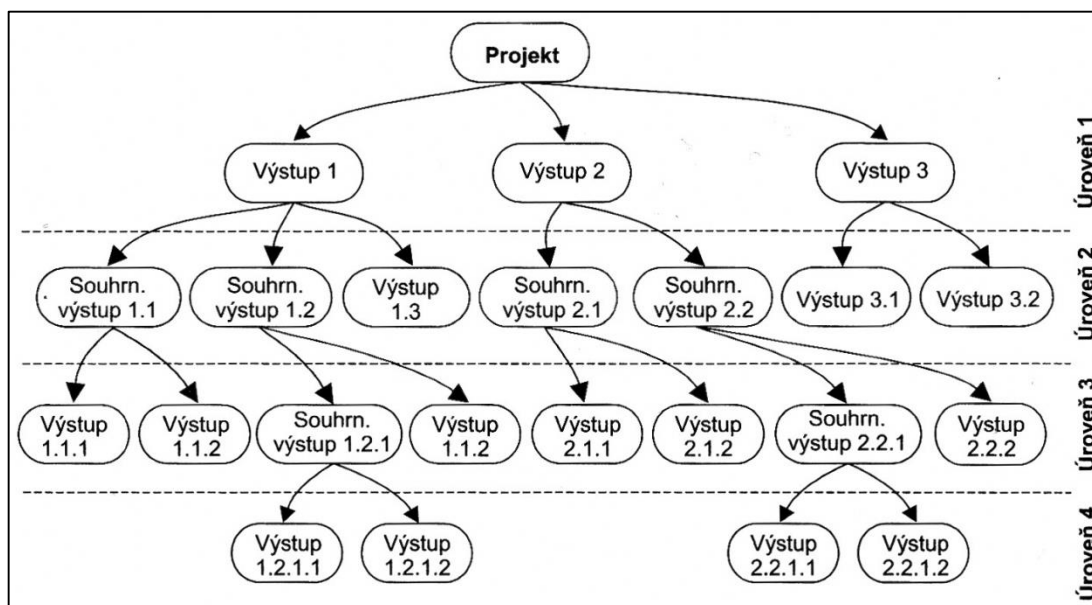 Projekt
Výstup 1
Výstup 2
Výstup 3
Úroveň 1
Souhrn.
výstup 1.1
Souhrn.
výstup 1.2
Výstup
1.3
Souhrn.
výstup 2.1
Souhrn.
výstup 2.2
Výstup 3.1
Výstup 3.2
Úroveň 2
Výstup
1.1.1
Výstup
1.1.2
Souhrn.
výstup 1.2.1
Výstup
1.1.2
Výstup
2.1.1
Výstup
2.1.2
Souhrn.
výstup 2.2.1
Výstup
2.2.2
Úroveň 3
Výstup
1.2.1.1
Výstup
1.2.1.2
Výstup
2.2.1.1
Výstup
2.2.1.2
Úroveň 4